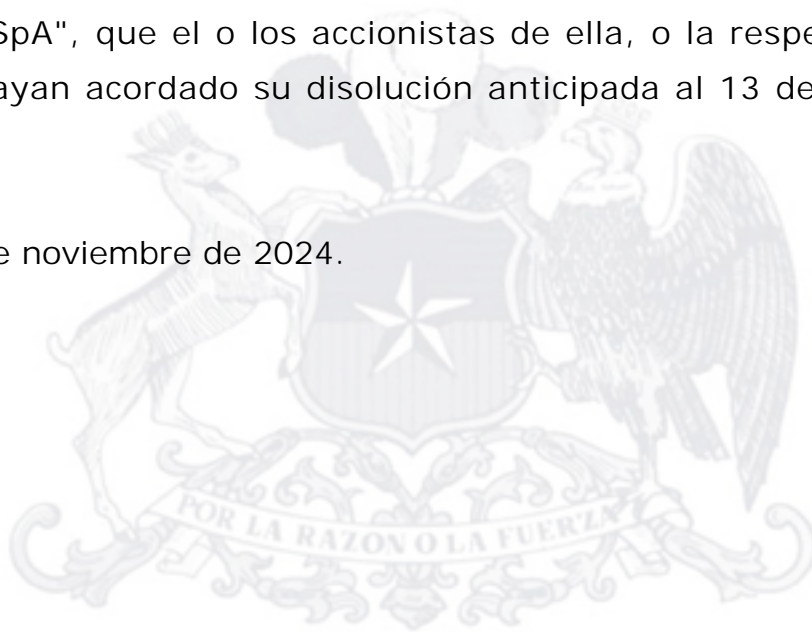 SpA", que el o los accionistas de ella, o la respe
ayan acordado su disolución anticipada al 13 de
e noviembre de 2024.
POR LA RAZON O LA FUERZA